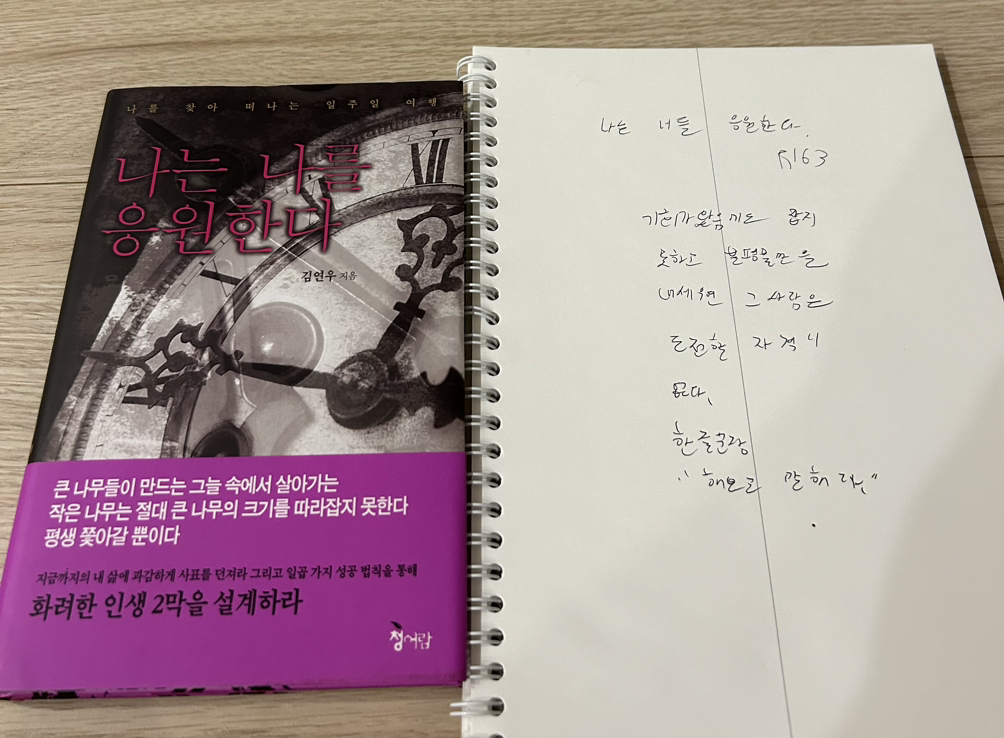 나를 찾아 떠나는 일주일 여행
나는 나를
응원한다
김연우 지음
큰 나무들이 만드는 그늘 속에서 살아가는
작은 나무는 절대 큰 나무의 크기를 따라잡지 못한다
평생 쫓아갈 뿐이다
지금까지의 내 삶에 과감하게 사표를 던져라 그리고 일곱 가지 성공 법칙을 통해
화려한 인생 2막을 설계하라
청어람
나는 너를 응원한다.
P163
기회가 왔음에도 잡지
못하고 불평불만을
내세우면 그 사람은
도전할 자격이
없다.
한글호랑
"해보고 말해라."